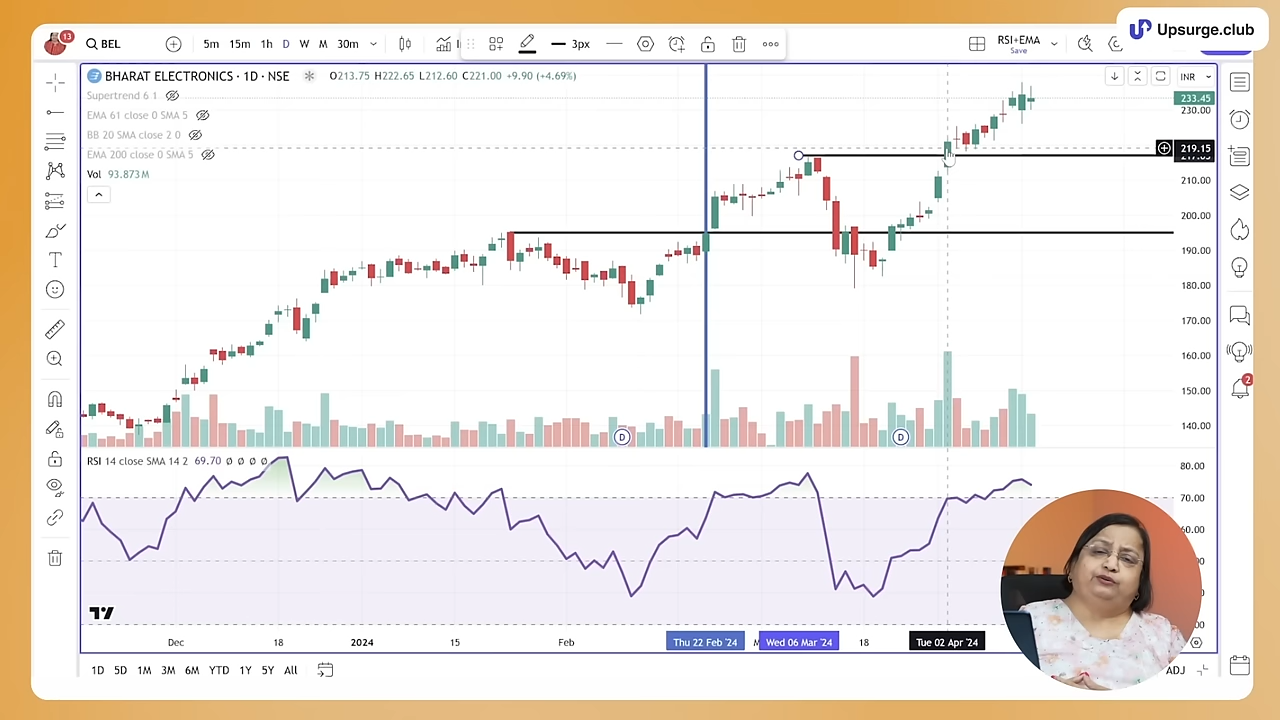 Upsurge.club
13
BEL
5m 15m 1h D W M 30m
3px
RSI+EMA
Save
BHARAT ELECTRONICS · 1D · NSE O213.75 H222.65 L212.60 C221.00 +9.90 (+4.69%)
INR
Supertrend 6 1
EMA 61 close 0 SMA 5
BB 20 SMA close 2 0
EMA 200 close 0 SMA 5
Vol 93.873M
233.45
230.00
219.15
210.00
200.00
190.00
180.00
170.00
160.00
150.00
140.00
2
D
D
RSI 14 close SMA 14 2 69.70 Ø Ø Ø Ø
80.00
70.00
60.00
Dec 18 2024 15 Feb Thu 22 Feb '24 Wed 06 Mar '24 18 Tue 02 Apr '24
1D 5D 1M 3M 6M YTD 1Y 5Y All
ADJ